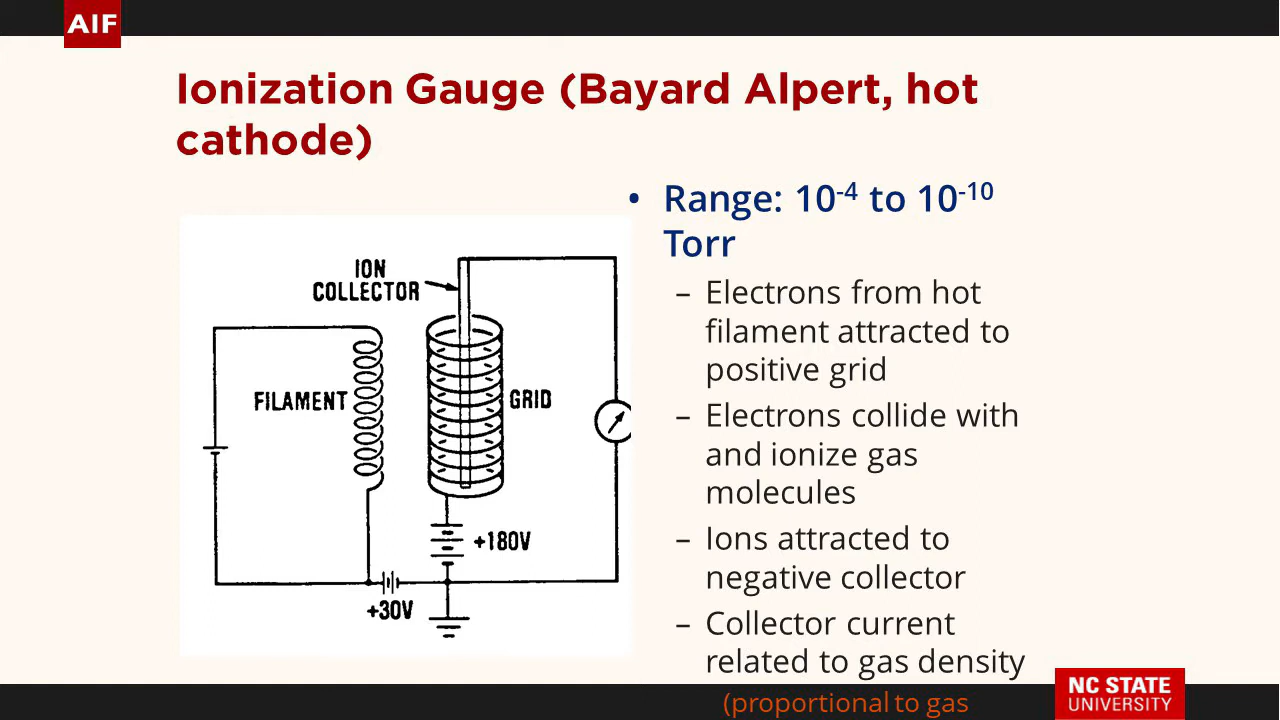 AIF
Ionization Gauge (Bayard Alpert, hot
cathode)
• Range: 10⁻⁴ to 10⁻¹⁰
Torr
– Electrons from hot
filament attracted to
positive grid
– Electrons collide with
and ionize gas
molecules
– Ions attracted to
negative collector
– Collector current
related to gas density
(proportional to gas
ION
COLLECTOR
FILAMENT
GRID
+180V
+30V
NC STATE
UNIVERSITY